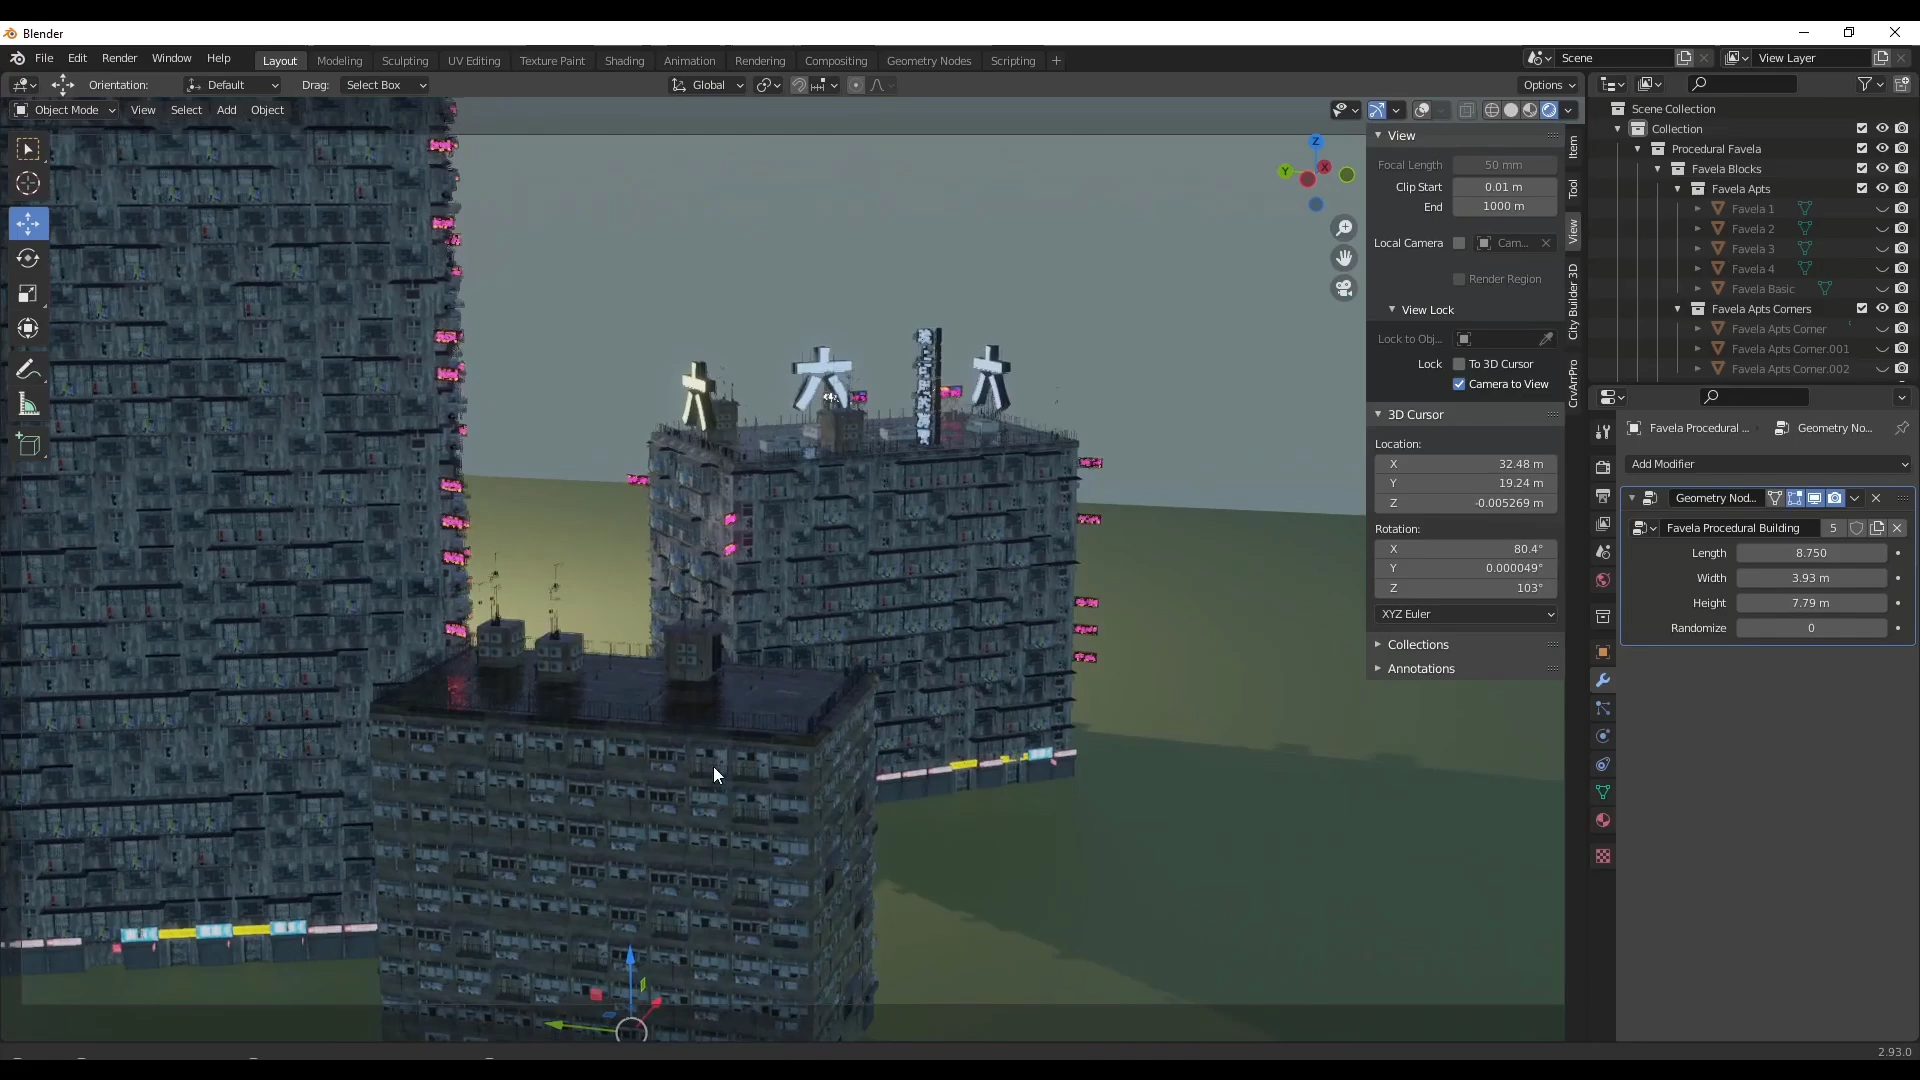 Blender
File Edit Render Window Help Layout Modeling Sculpting UV Editing Texture Paint Shading Animation Rendering Compositing Geometry Nodes Scripting + Scene View Layer
Orientation: Default Drag: Select Box Global Options
Object Mode View Select Add Object
Scene Collection
Collection
Procedural Favela
Favela Blocks
Favela Apts
Favela 1
Favela 2
Favela 3
Favela 4
Favela Basic
Favela Apts Corners
Favela Apts Corner
Favela Apts Corner.001
Favela Apts Corner.002
Z
Y
X
View
Focal Length 50 mm
Clip Start 0.01 m
End 1000 m
Local Camera Cam...
Render Region
View Lock
Lock to Obj...
Lock To 3D Cursor
Camera to View
3D Cursor
Location:
X 32.48 m
Y 19.24 m
Z -0.005269 m
Rotation:
X 80.4°
Y 0.000049°
Z 103°
XYZ Euler
Collections
Annotations
Item
Tool
View
City Builder 3D
CrvArrPro
Favela Procedural ... Geometry No...
Add Modifier
Geometry Nod...
Favela Procedural Building 5
Length 8.750
Width 3.93 m
Height 7.79 m
Randomize 0
大
六
大
2.93.0